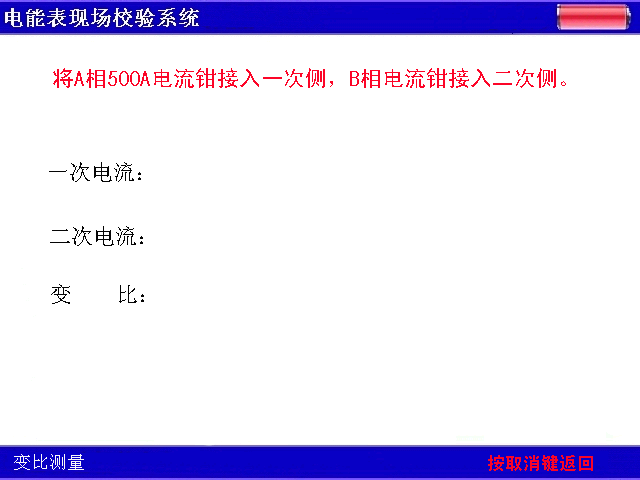 电能表现场校验系统
将A相500A电流钳接入一次侧，B相电流钳接入二次侧。
一次电流：
二次电流：
变 比：
变比测量
按取消键返回